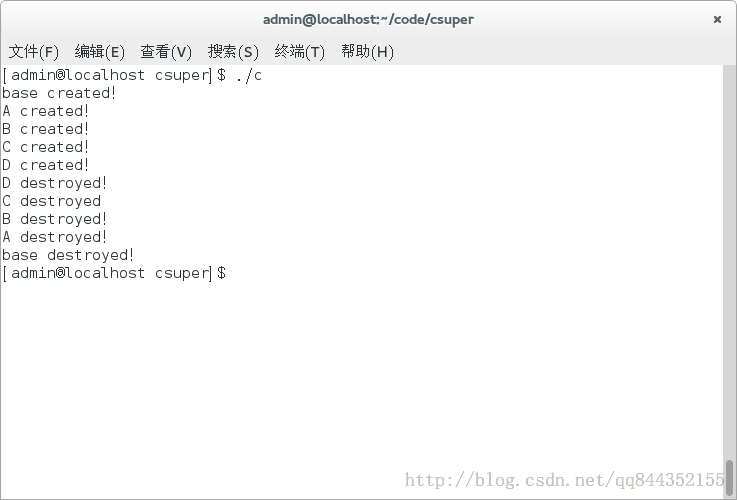 admin@localhost:~/code/csuper ×
文件(F) 编辑(E) 查看(V) 搜索(S) 终端(T) 帮助(H)
[admin@localhost csuper]$ ./c
base created!
A created!
B created!
C created!
D created!
D destroyed!
C destroyed
B destroyed!
A destroyed!
base destroyed!
[admin@localhost csuper]$
http://blog.csdn.net/qq844352155